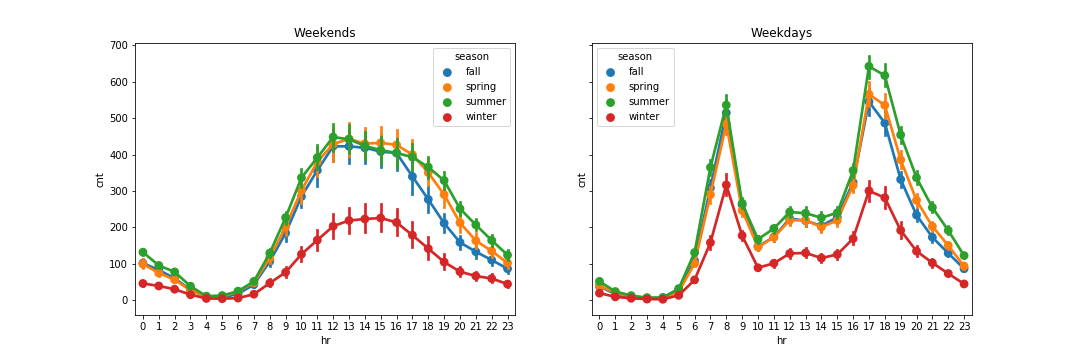 Weekends
700
600
500
400
300
200
100
0
cnt
season
fall
spring
summer
winter
0 1 2 3 4 5 6 7 8 9 10 11 12 13 14 15 16 17 18 19 20 21 22 23
hr
Weekdays
cnt
season
fall
spring
summer
winter
0 1 2 3 4 5 6 7 8 9 10 11 12 13 14 15 16 17 18 19 20 21 22 23
hr